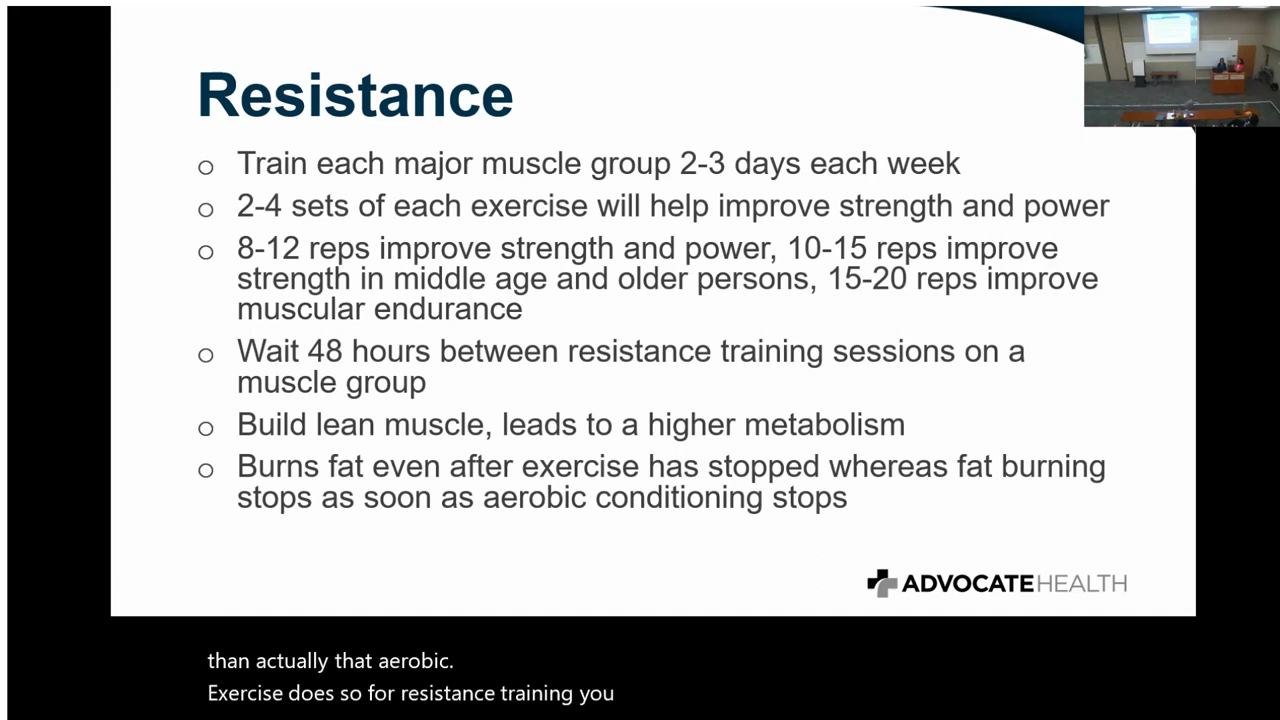 Resistance
o Train each major muscle group 2-3 days each week
o 2-4 sets of each exercise will help improve strength and power
o 8-12 reps improve strength and power, 10-15 reps improve
strength in middle age and older persons, 15-20 reps improve
muscular endurance
o Wait 48 hours between resistance training sessions on a
muscle group
o Build lean muscle, leads to a higher metabolism
o Burns fat even after exercise has stopped whereas fat burning
stops as soon as aerobic conditioning stops
ADVOCATEHEALTH
than actually that aerobic.
Exercise does so for resistance training you